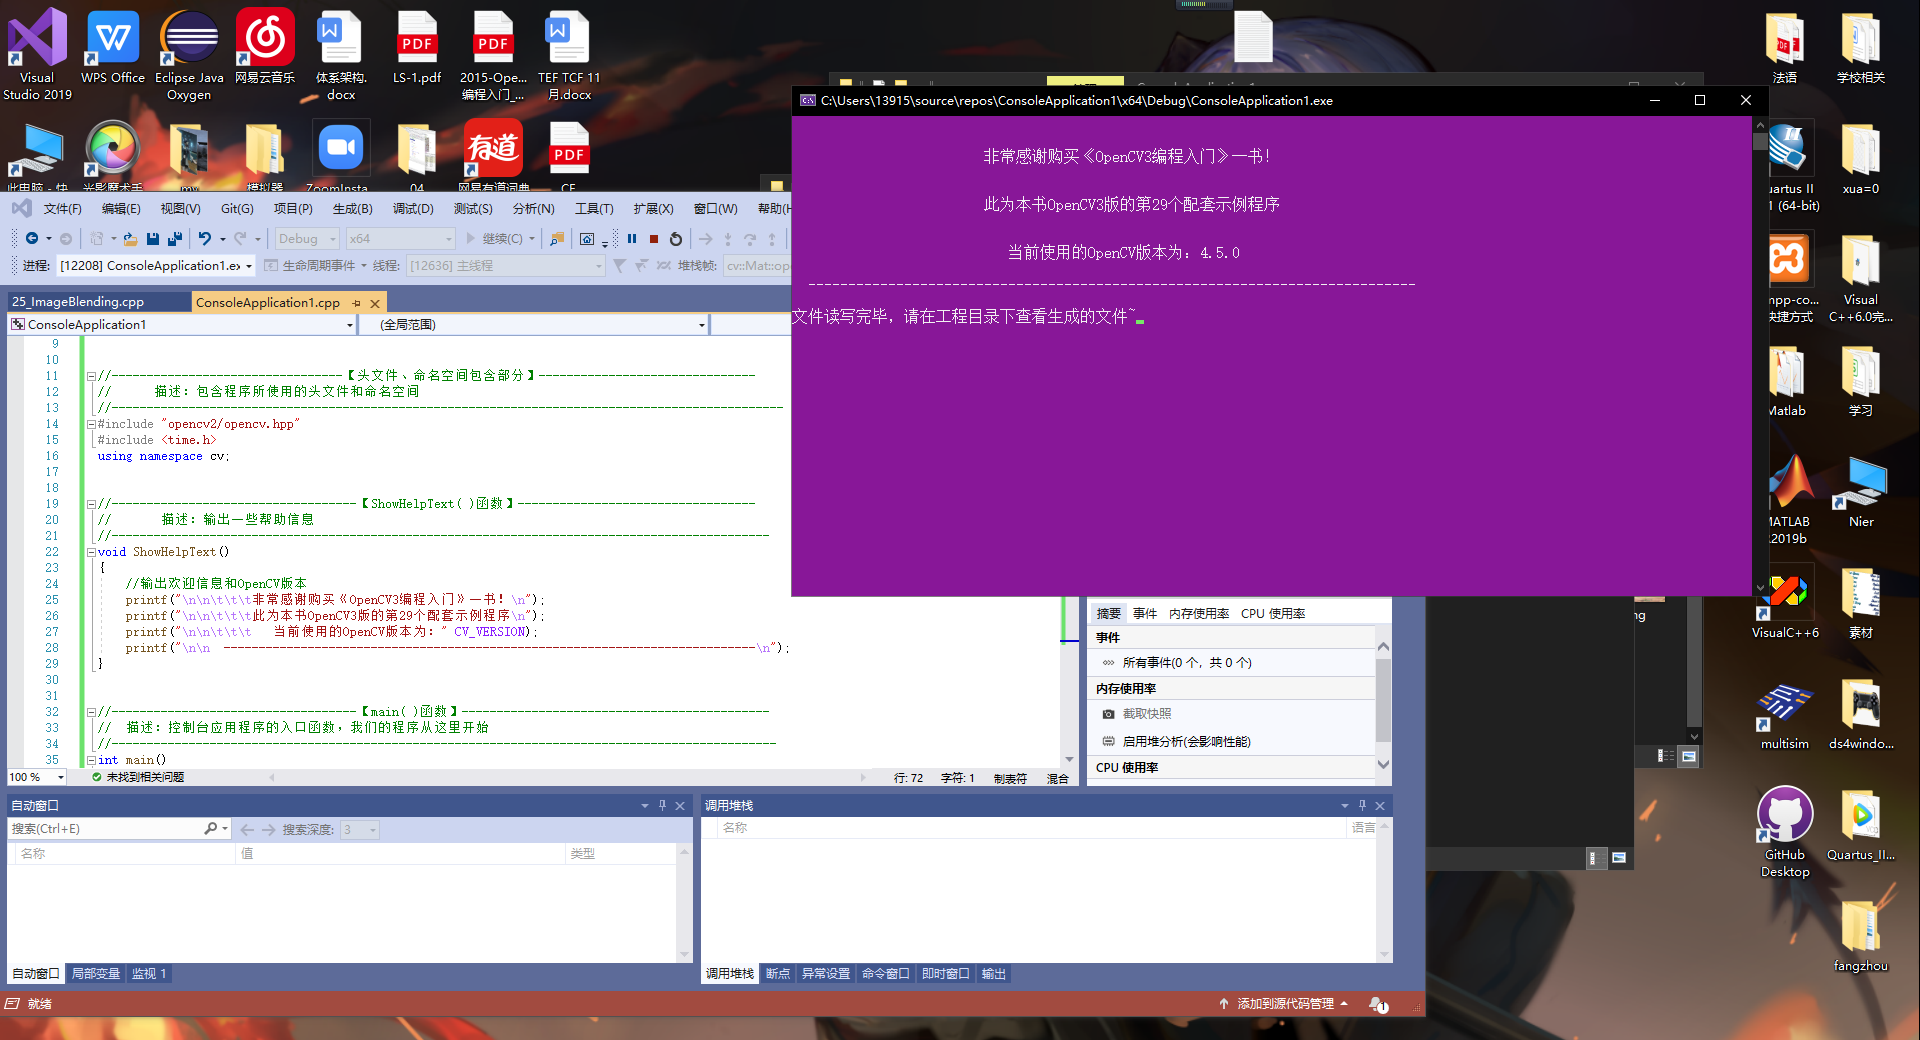 Visual
Studio 2019
WPS Office
Eclipse Java
Oxygen
网易云音乐
体系架构.
docx
LS-1.pdf
2015-Ope...
编程入门_...
TEF TCF 11
月.docx
法语
学校相关
PDF
有道
ZoomInsta
04
CF
xua=0
uartus II
1 (64-bit)
mpp-co...
快捷方式
Visual
C++6.0完...
Matlab
学习
MATLAB
2019b
Nier
VisualC++6
素材
multisim
ds4windo...
GitHub
Desktop
Quartus_II...
fangzhou
C:\Users\13915\source\repos\ConsoleApplication1\x64\Debug\ConsoleApplication1.exe
非常感谢购买《OpenCV3编程入门》一书！
此为本书OpenCV3版的第29个配套示例程序
当前使用的OpenCV版本为：4.5.0
----------------------------------------------------------------------------
文件读写完毕，请在工程目录下查看生成的文件~
文件(F) 编辑(E) 视图(V) Git(G) 项目(P) 生成(B) 调试(D) 测试(S) 分析(N) 工具(T) 扩展(X) 窗口(W) 帮助(H
Debug x64 继续(C)
进程: [12208] ConsoleApplication1.ex 生命周期事件 线程: [12636] 主线程 堆栈帧: cv::Mat::op
25_ImageBlending.cpp ConsoleApplication1.cpp
ConsoleApplication1 (全局范围)
9
10
11 //---------------------------------【头文件、命名空间包含部分】-------------------------------
12 // 描述：包含程序所使用的头文件和命名空间
13 //------------------------------------------------------------------------------------------------
14 #include "opencv2/opencv.hpp"
15 #include <time.h>
16 using namespace cv;
17
18
19 //-----------------------------------【ShowHelpText( )函数】----------------------------------
20 // 描述：输出一些帮助信息
21 //----------------------------------------------------------------------------------------------
22 void ShowHelpText()
23 {
24 //输出欢迎信息和OpenCV版本
25 printf("\n\n\t\t\t非常感谢购买《OpenCV3编程入门》一书！\n");
26 printf("\n\n\t\t\t此为本书OpenCV3版的第29个配套示例程序\n");
27 printf("\n\n\t\t\t 当前使用的OpenCV版本为：" CV_VERSION);
28 printf("\n\n ----------------------------------------------------------------------------\n");
29 }
30
31
32 //-----------------------------------【main( )函数】--------------------------------------------
33 // 描述：控制台应用程序的入口函数，我们的程序从这里开始
34 //-----------------------------------------------------------------------------------------------
35 int main()
100 % 未找到相关问题 行: 72 字符: 1 制表符 混合
摘要 事件 内存使用率 CPU 使用率
事件
所有事件(0 个，共 0 个)
内存使用率
截取快照
启用堆分析(会影响性能)
CPU 使用率
ng
自动窗口
搜索(Ctrl+E) 搜索深度: 3
名称 值 类型
自动窗口 局部变量 监视 1
调用堆栈
名称 语言
调用堆栈 断点 异常设置 命令窗口 即时窗口 输出
就绪 添加到源代码管理 1